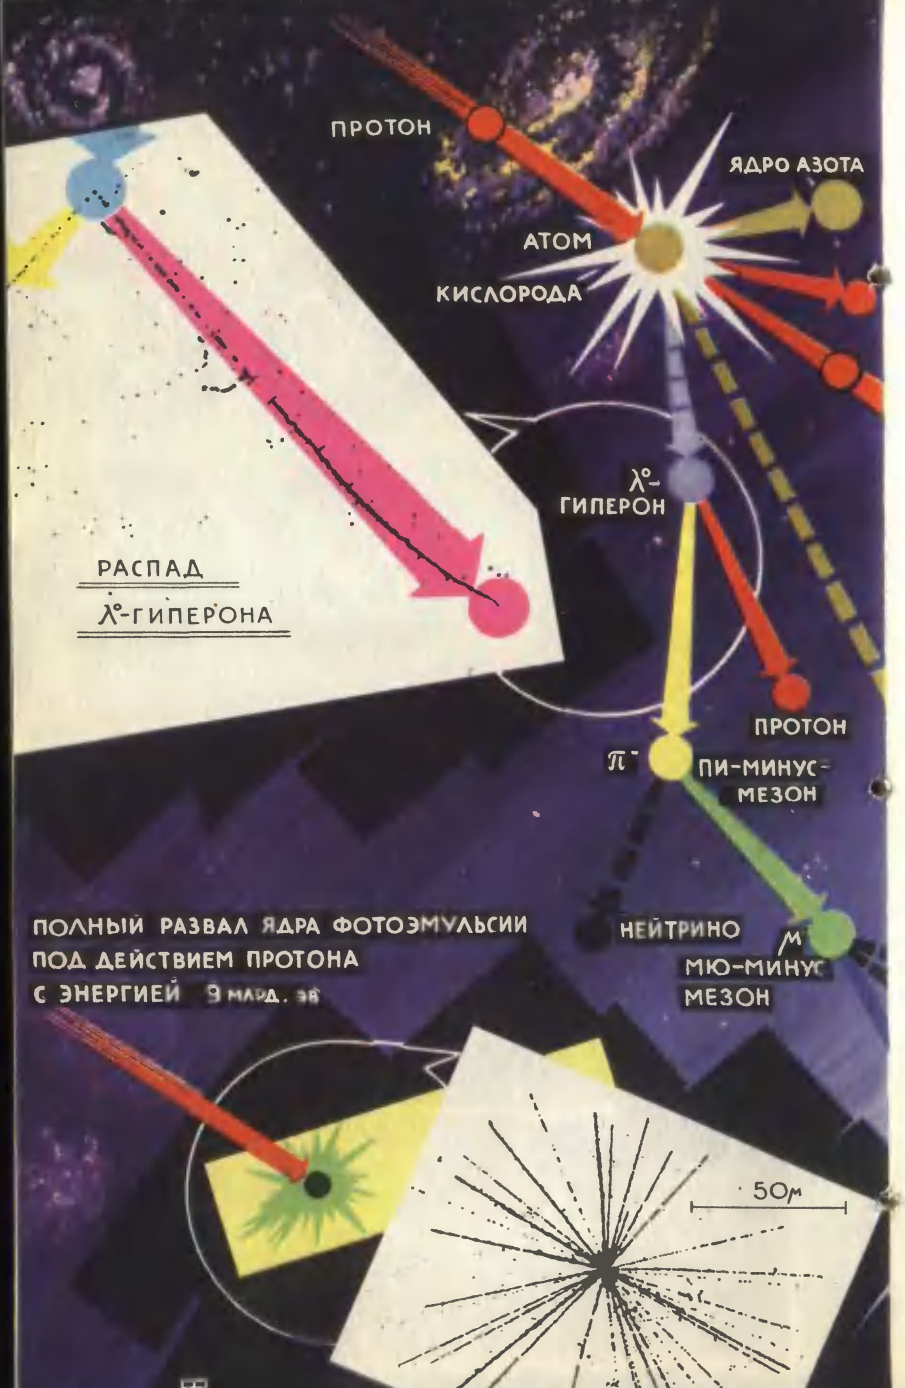 ПРОТОН
ЯДРО АЗОТА
АТОМ
КИСЛОРОДА
λ°-
ГИПЕРОН
РАСПАД
λ°-ГИПЕРОНА
ПРОТОН
π⁻
ПИ-МИНУС-
МЕЗОН
НЕЙТРИНО
μ⁻
МЮ-МИНУС
МЕЗОН
ПОЛНЫЙ РАЗВАЛ ЯДРА ФОТОЭМУЛЬСИИ
ПОД ДЕЙСТВИЕМ ПРОТОНА
С ЭНЕРГИЕЙ 9 МЛРД. ЭВ
50μ